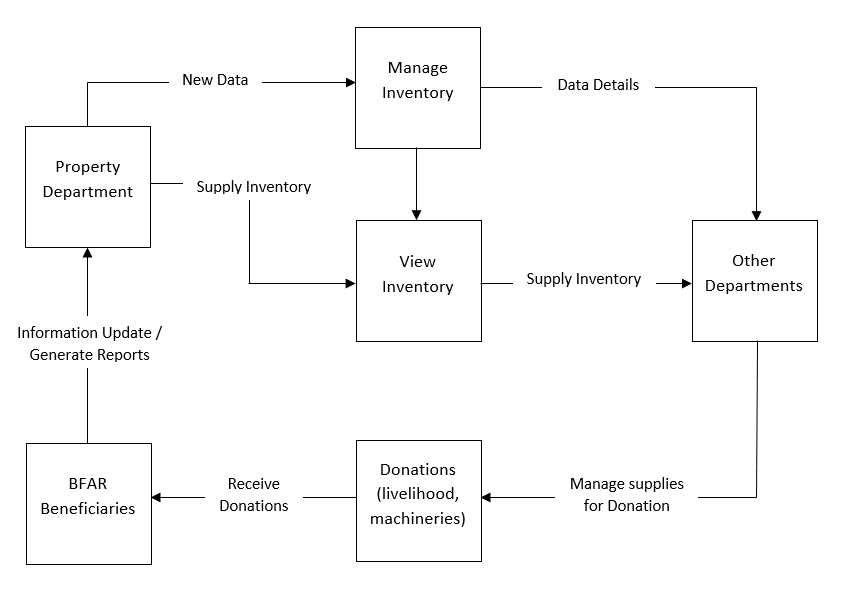 New Data
Manage
Inventory
Data Details
Property
Department
Supply Inventory
View
Inventory
Supply Inventory
Other
Departments
Information Update /
Generate Reports
BFAR
Beneficiaries
Receive
Donations
Donations
(livelihood,
machineries)
Manage supplies
for Donation